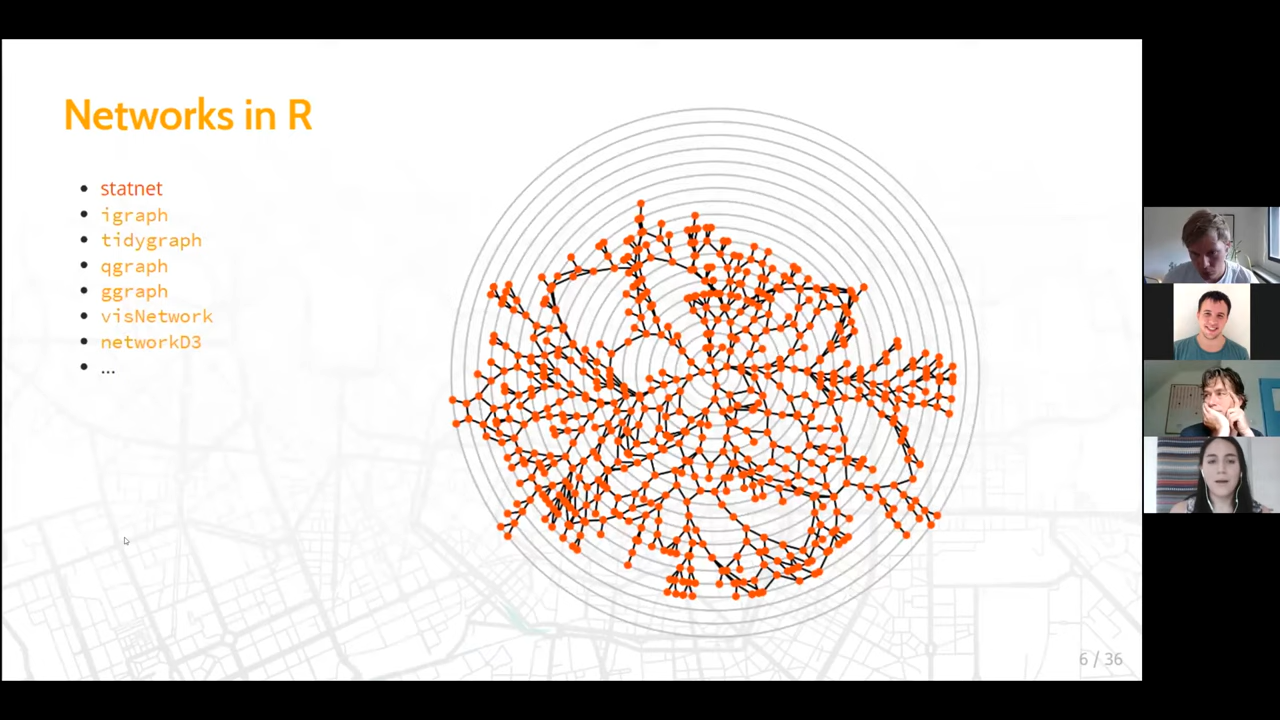 Networks in R
statnet
igraph
tidygraph
qgraph
ggraph
visNetwork
networkD3
...
6 / 36